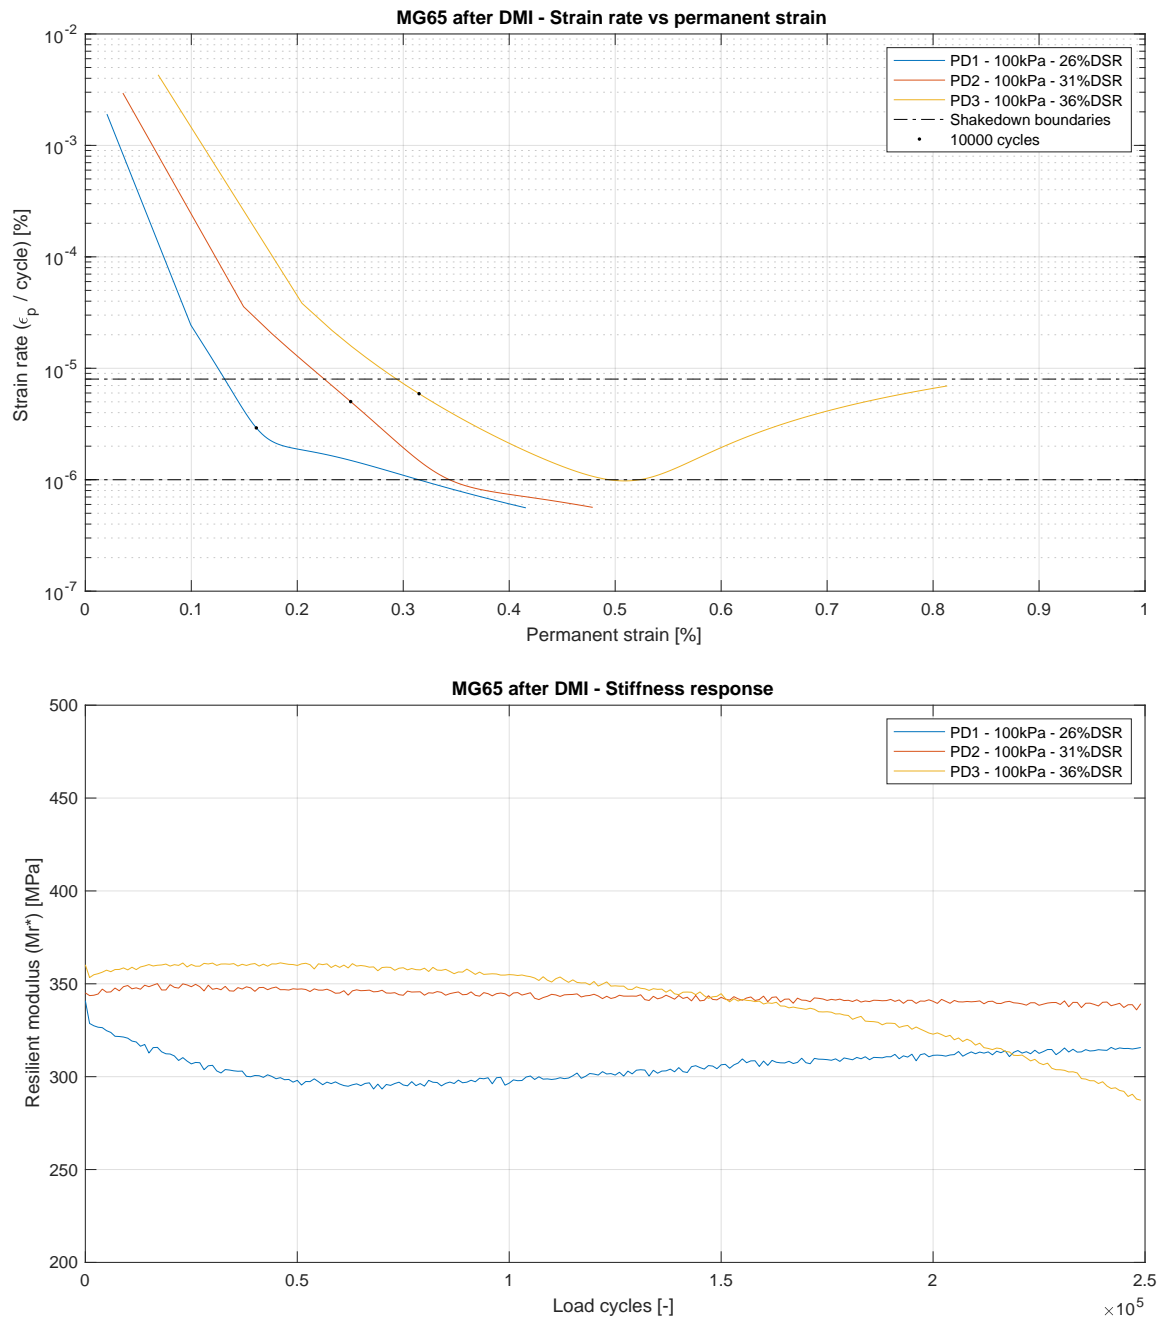 MG65 after DMI - Strain rate vs permanent strain
10^-2
10^-3
10^-4
10^-5
10^-6
10^-7
Strain rate (ϵ_p / cycle) [%]
PD1 - 100kPa - 26%DSR
PD2 - 100kPa - 31%DSR
PD3 - 100kPa - 36%DSR
Shakedown boundaries
10000 cycles
0 0.1 0.2 0.3 0.4 0.5 0.6 0.7 0.8 0.9 1
Permanent strain [%]
MG65 after DMI - Stiffness response
500
450
400
350
300
250
200
Resilient modulus (Mr*) [MPa]
PD1 - 100kPa - 26%DSR
PD2 - 100kPa - 31%DSR
PD3 - 100kPa - 36%DSR
0 0.5 1 1.5 2 2.5
Load cycles [-]
×10^5